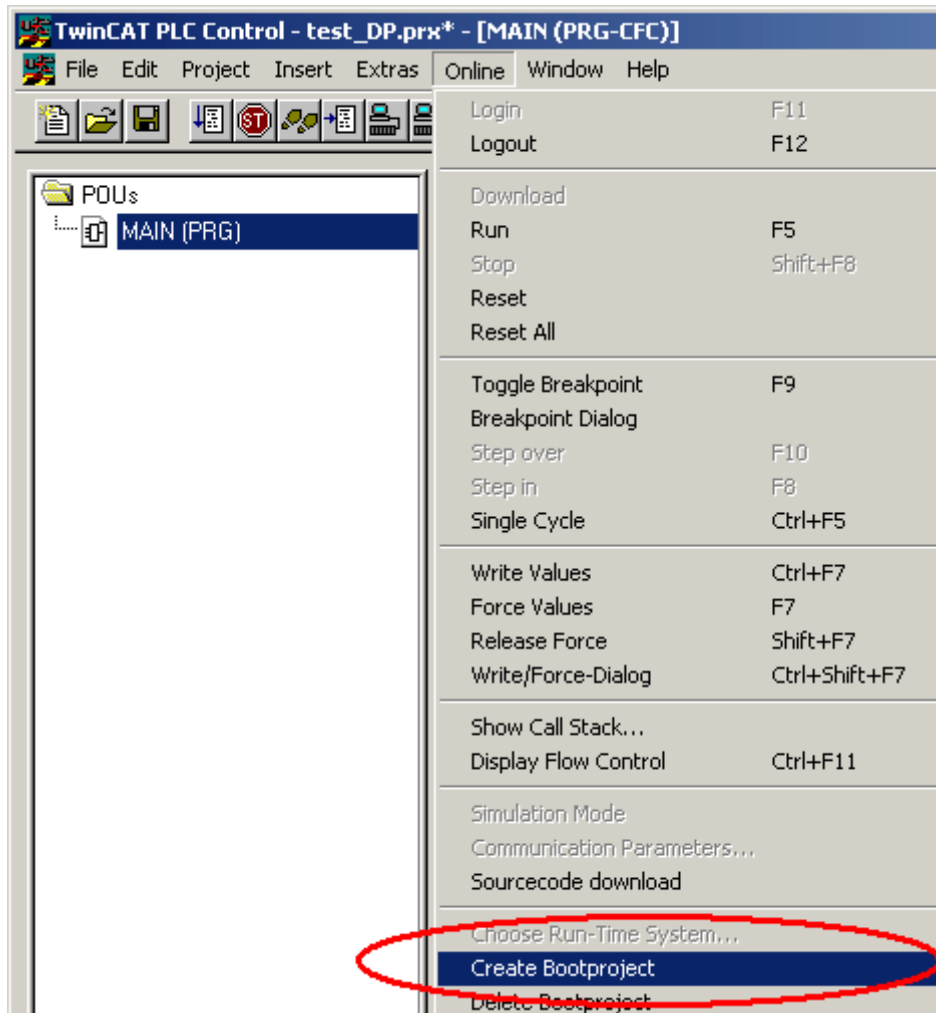 TwinCAT PLC Control - test_DP.prx* - [MAIN (PRG-CFC)]
File Edit Project Insert Extras Online Window Help
POUs
MAIN (PRG)
Login F11
Logout F12
Download
Run F5
Stop Shift+F8
Reset
Reset All
Toggle Breakpoint F9
Breakpoint Dialog
Step over F10
Step in F8
Single Cycle Ctrl+F5
Write Values Ctrl+F7
Force Values F7
Release Force Shift+F7
Write/Force-Dialog Ctrl+Shift+F7
Show Call Stack...
Display Flow Control Ctrl+F11
Simulation Mode
Communication Parameters...
Sourcecode download
Choose Run-Time System...
Create Bootproject
Delete Bootproject